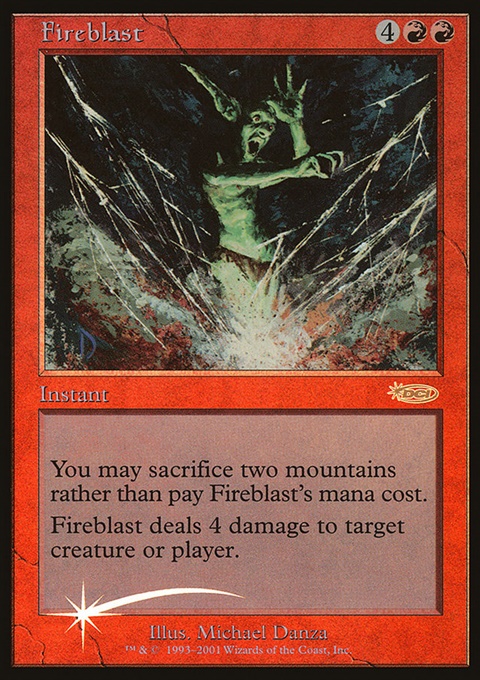 Fireblast 4
Instant
DCI
You may sacrifice two mountains
rather than pay Fireblast's mana cost.
Fireblast deals 4 damage to target
creature or player.
Illus. Michael Danza
™ & © 1993-2001 Wizards of the Coast, Inc.